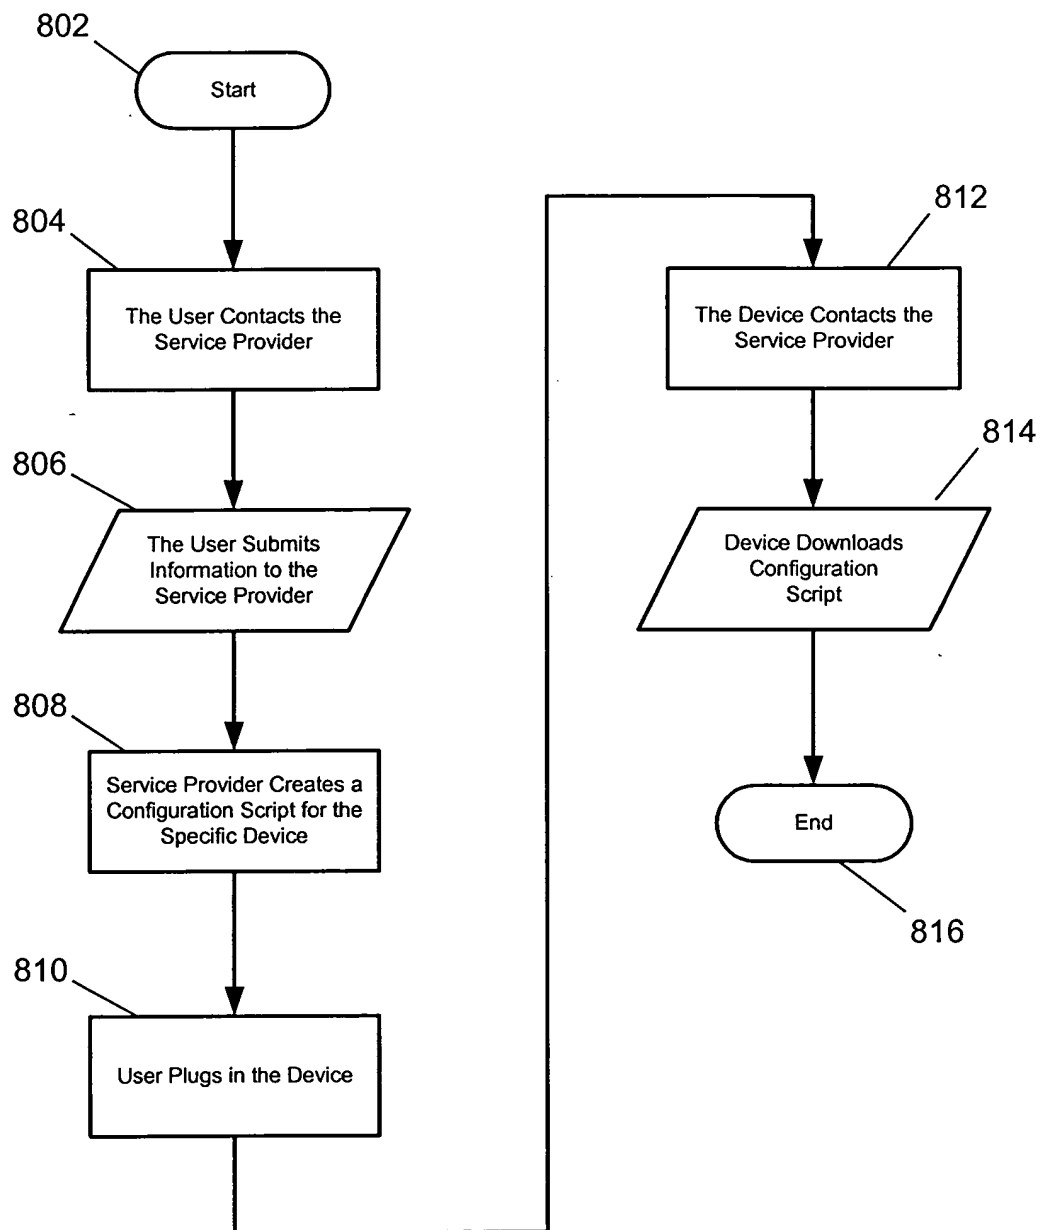 802
Start
804
The User Contacts the
Service Provider
806
The User Submits
Information to the
Service Provider
808
Service Provider Creates a
Configuration Script for the
Specific Device
810
User Plugs in the Device
812
The Device Contacts the
Service Provider
814
Device Downloads
Configuration
Script
End
816